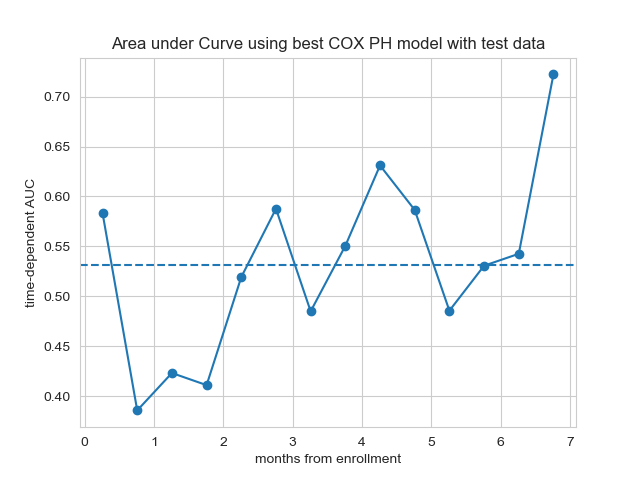 Area under Curve using best COX PH model with test data
time-dependent AUC
0.70
0.65
0.60
0.55
0.50
0.45
0.40
0 1 2 3 4 5 6 7
months from enrollment